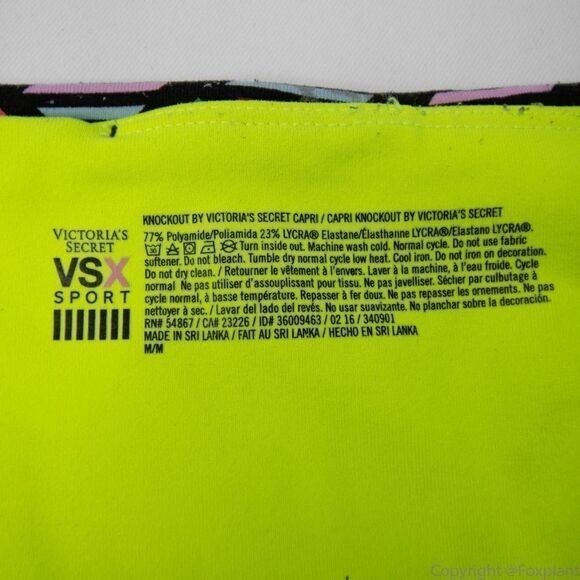 VICTORIA'S
SECRET
VSX
SPORT
KNOCKOUT BY VICTORIA'S SECRET CAPRI / CAPRI KNOCKOUT BY VICTORIA'S SECRET
77% Polyamide/Poliamida 23% LYCRA® Elastane/Élasthanne LYCRA®/Elastano LYCRA®.
Turn inside out. Machine wash cold. Normal cycle. Do not use fabric
softener. Do not bleach. Tumble dry normal cycle low heat. Cool iron. Do not iron on decoration.
Do not dry clean. / Retourner le vêtement à l'envers. Laver à la machine, à l'eau froide. Cycle
normal Ne pas utiliser d'assouplissant pour tissu. Ne pas javelliser. Sécher par culbutage à
cycle normal, à basse température. Repasser à fer doux. Ne pas repasser les ornements. Ne pas
nettoyer à sec. / Lavar del lado del revés. No usar suavizante. No planchar sobre la decoración.
RN# 54867 / CA# 23226 / ID# 36009463 / 02 16 / 340901
MADE IN SRI LANKA / FAIT AU SRI LANKA / HECHO EN SRI LANKA
M/M
Copyright @Foxplanti